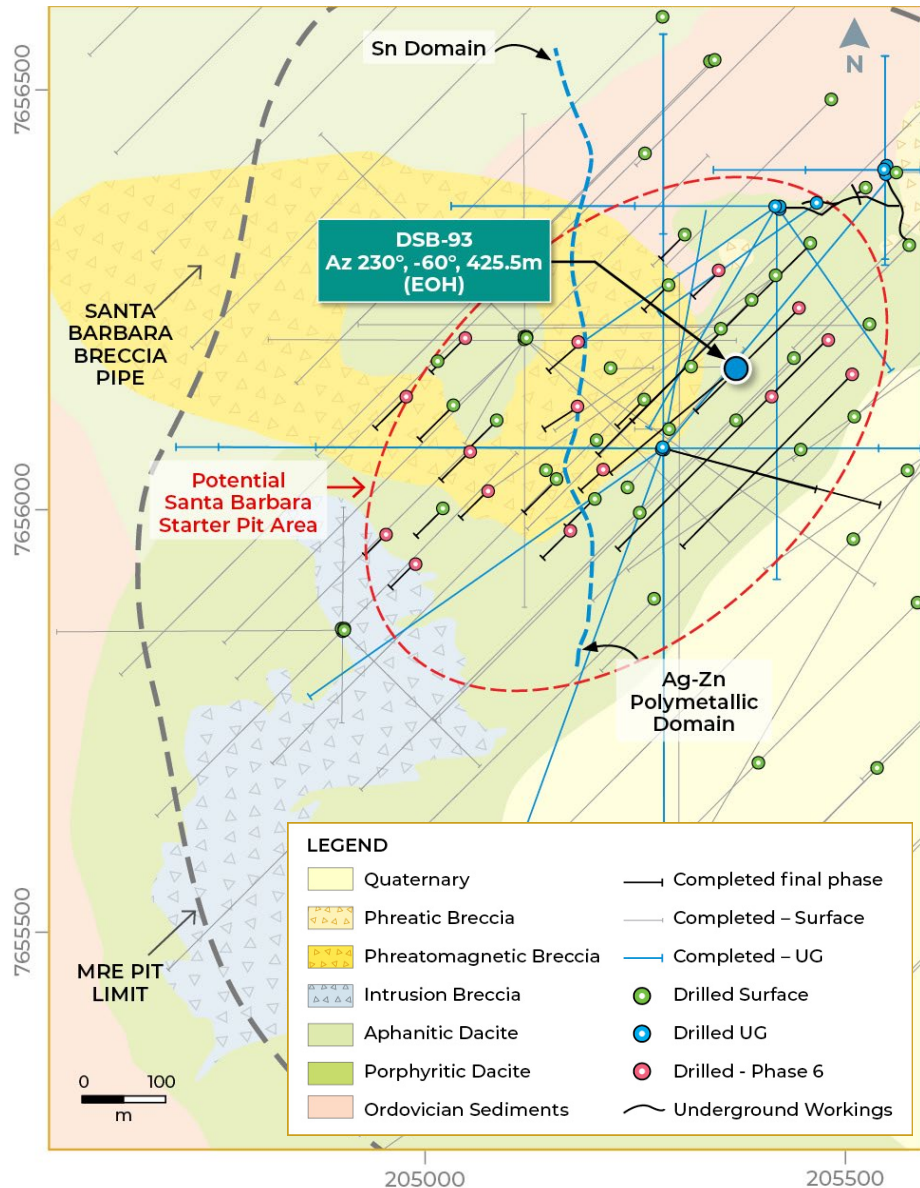 Sn Domain
N
7656500
DSB-93
Az 230°, -60°, 425.5m
(EOH)
SANTA
BARBARA
BRECCIA
PIPE
Potential
Santa Barbara
Starter Pit Area
7656000
Ag-Zn
Polymetallic
Domain
7655500
MRE PIT
LIMIT
0 100
m
LEGEND
Quaternary
Phreatic Breccia
Phreatomagnetic Breccia
Intrusion Breccia
Aphanitic Dacite
Porphyritic Dacite
Ordovician Sediments
Completed final phase
Completed – Surface
Completed – UG
Drilled Surface
Drilled UG
Drilled - Phase 6
Underground Workings
205000
205500